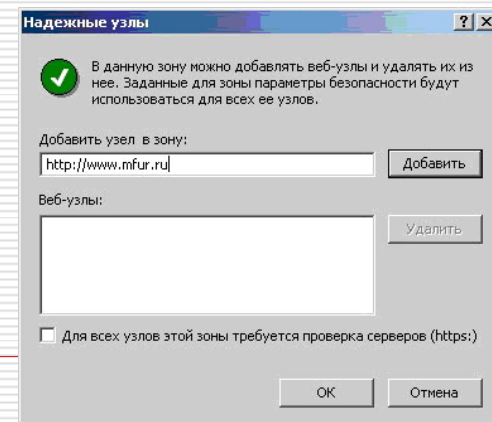 Надежные узлы
В данную зону можно добавлять веб-узлы и удалять их из
нее. Заданные для зоны параметры безопасности будут
использоваться для всех ее узлов.
Добавить узел в зону:
http://www.mfur.ru
Добавить
Веб-узлы:
Удалить
Для всех узлов этой зоны требуется проверка серверов (https:)
ОК
Отмена